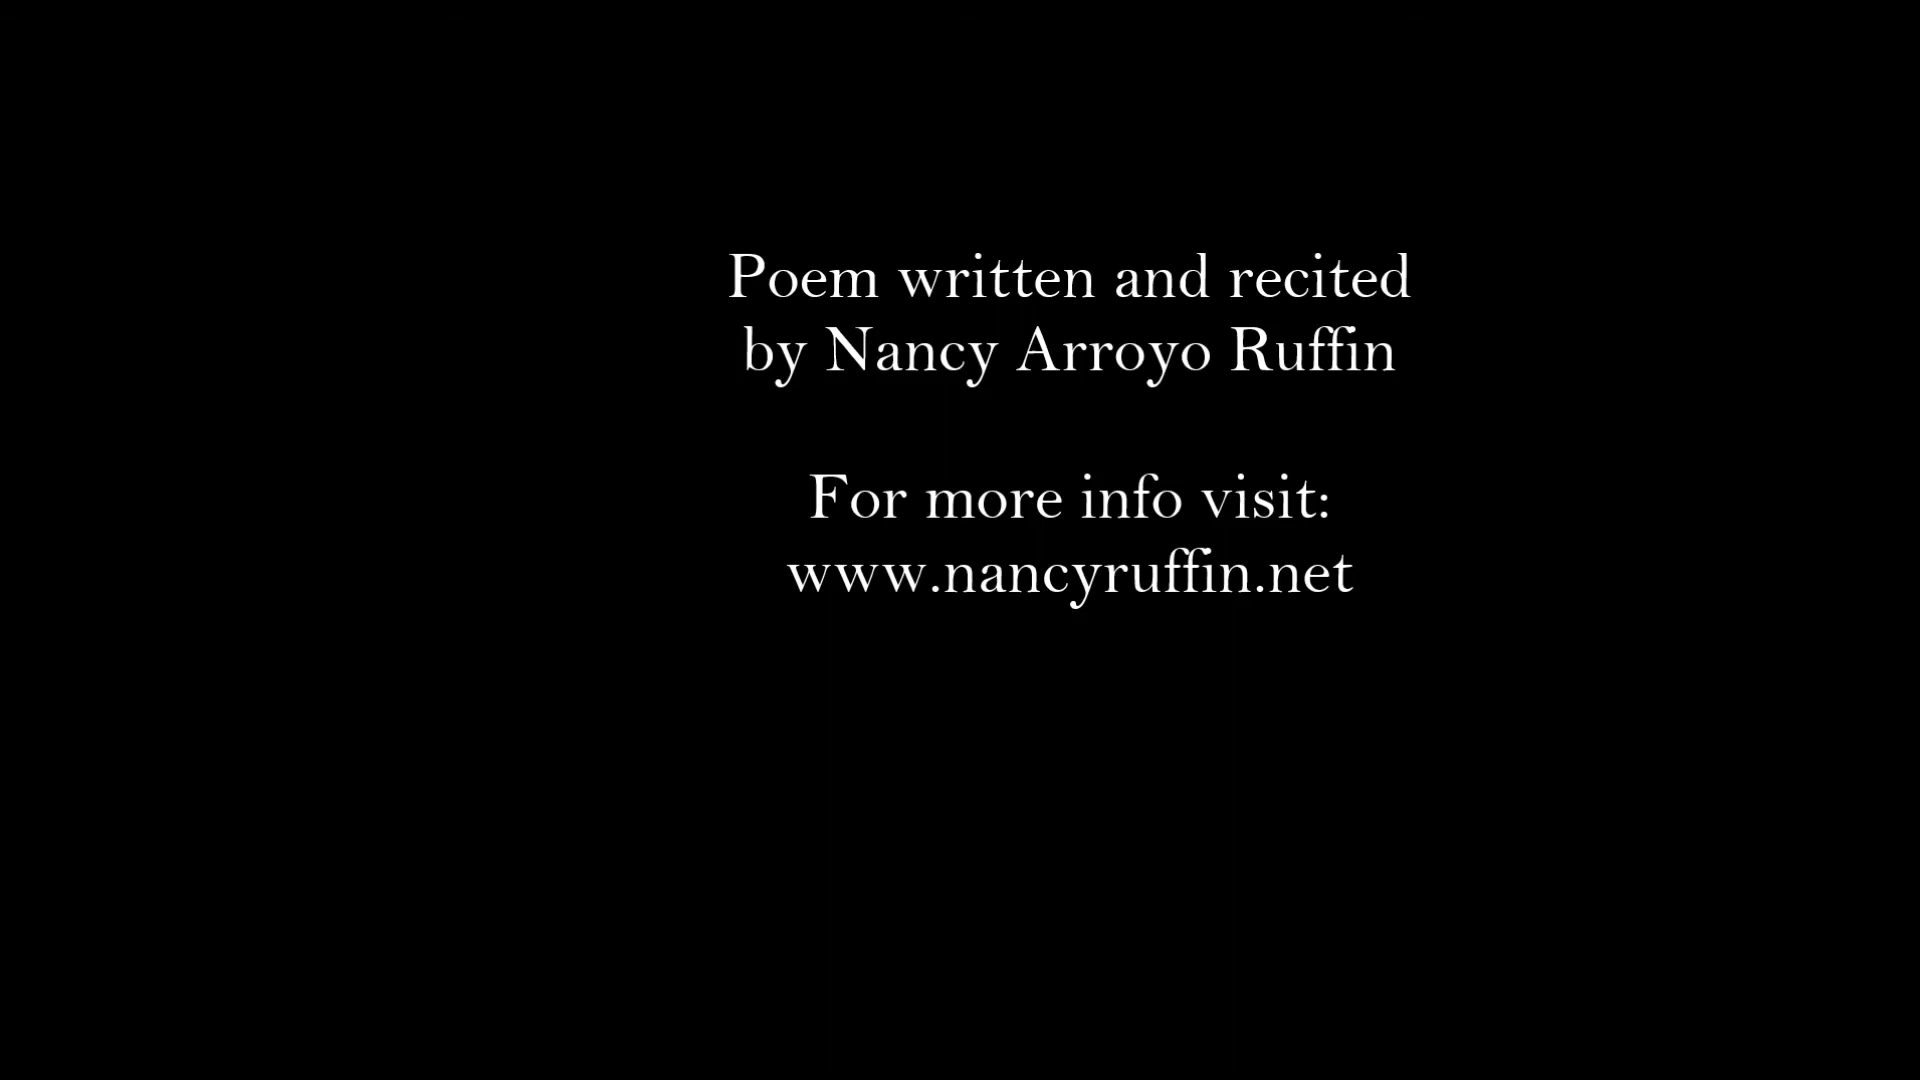 Poem written and recited
by Nancy Arroyo Ruffin
For more info visit:
www.nancyruffin.net